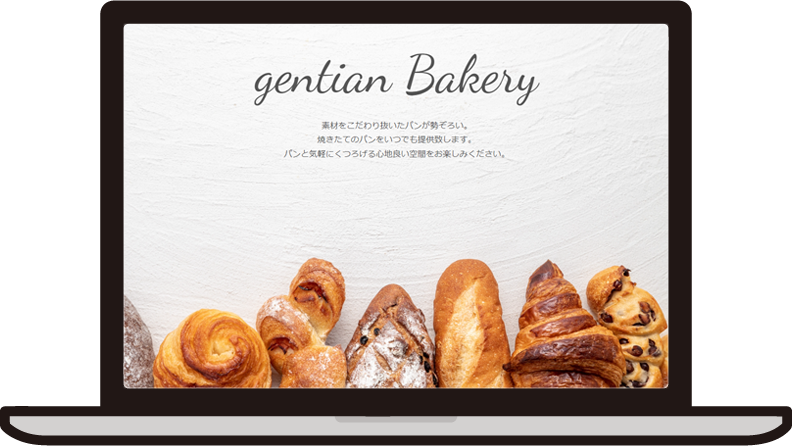 gentian Bakery
素材をこだわり抜いたパンが勢ぞろい。
焼きたてのパンをいつでも提供致します。
パンと気軽にくつろげる心地良い空間をお楽しみください。